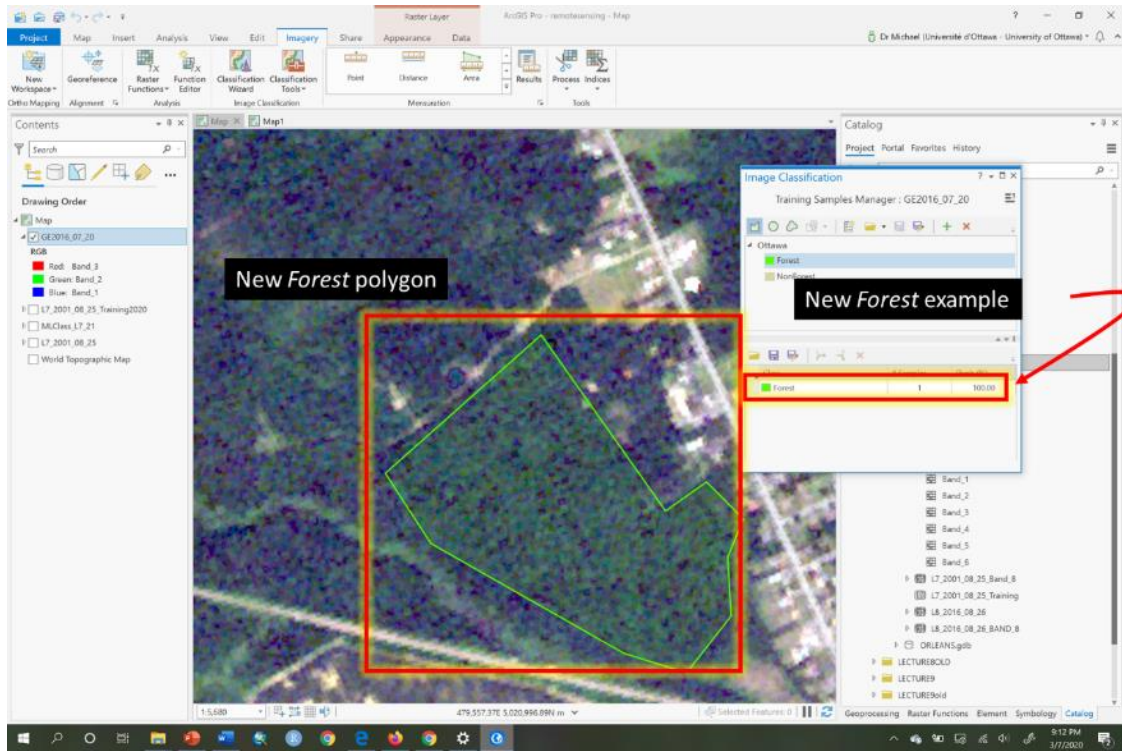 Raster Layer
ArcGIS Pro - remotesensing - Map
? — X
Project Map Insert Analysis View Edit Imagery Share Appearance Data
Dr Michael (Université d'Ottawa - University of Ottawa)
New Workspace
Georeference
Raster Functions
Function Editor
Classification Wizard
Classification Tools
Point
Distance
Area
Results
Process
Indices
Ortho Mapping
Alignment
Analysis
Image Classification
Mensuration
Tools
Contents
Search
Drawing Order
Map
GE2016_07_20
RGB
Red: Band_3
Green: Band_2
Blue: Band_1
L7_2001_08_25_Training2020
MLClass_L7_21
L7_2001_08_25
World Topographic Map
Map X Map1
New Forest polygon
Image Classification ? X
Training Samples Manager : GE2016_07_20
Ottawa
Forest
NonForest
New Forest example
Forest 1 100.00
Catalog
Project Portal Favorites History
Band_1
Band_2
Band_3
Band_4
Band_5
Band_6
L7_2001_08_25_Band_8
L7_2001_08_25_Training
L8_2016_08_26
L8_2016_08_26_BAND_8
ORLEANS.gdb
LECTURE8OLD
LECTURE9
LECTURE9old
1:5,680
479,557.37E 5,020,996.89N m
Selected Features: 0
Geoprocessing Raster Functions Element Symbology Catalog
9:12 PM
3/7/2020